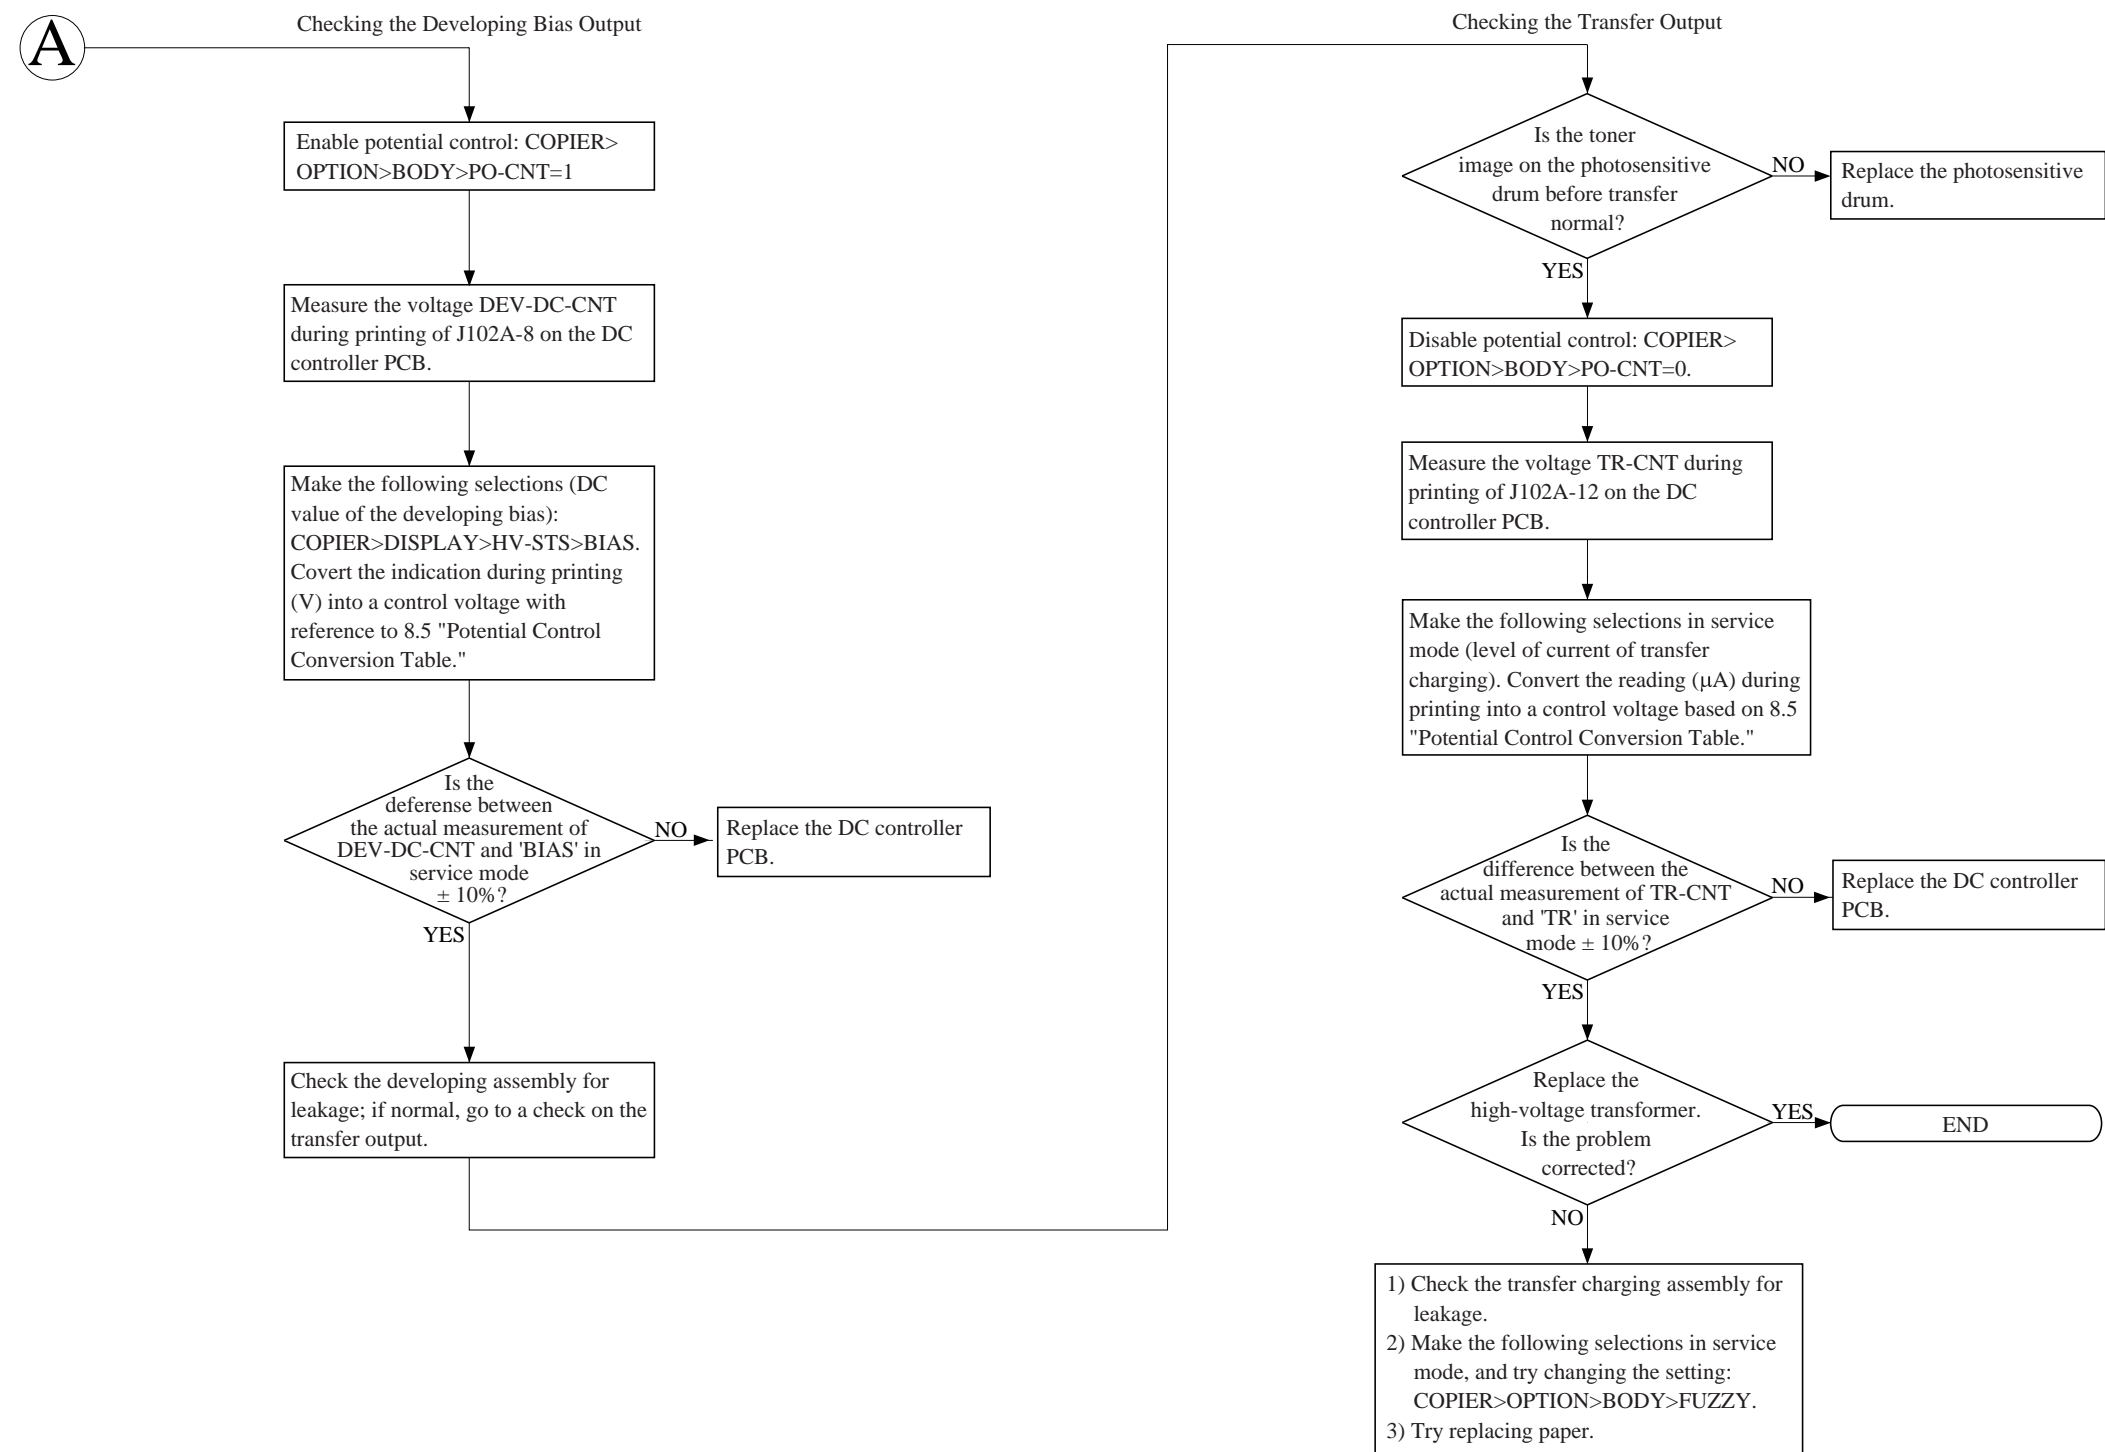 A
Checking the Developing Bias Output
Enable potential control: COPIER>
OPTION>BODY>PO-CNT=1
Measure the voltage DEV-DC-CNT
during printing of J102A-8 on the DC
controller PCB.
Make the following selections (DC
value of the developing bias):
COPIER>DISPLAY>HV-STS>BIAS.
Covert the indication during printing
(V) into a control voltage with
reference to 8.5 "Potential Control
Conversion Table."
Is the
deferense between
the actual measurement of
DEV-DC-CNT and 'BIAS' in
service mode
± 10%?
NO
Replace the DC controller
PCB.
YES
Check the developing assembly for
leakage; if normal, go to a check on the
transfer output.
Checking the Transfer Output
Is the toner
image on the photosensitive
drum before transfer
normal?
NO
Replace the photosensitive
drum.
YES
Disable potential control: COPIER>
OPTION>BODY>PO-CNT=0.
Measure the voltage TR-CNT during
printing of J102A-12 on the DC
controller PCB.
Make the following selections in service
mode (level of current of transfer
charging). Convert the reading (µA) during
printing into a control voltage based on 8.5
"Potential Control Conversion Table."
Is the
difference between the
actual measurement of TR-CNT
and 'TR' in service
mode ± 10%?
NO
Replace the DC controller
PCB.
YES
Replace the
high-voltage transformer.
Is the problem
corrected?
YES
END
NO
1) Check the transfer charging assembly for
leakage.
2) Make the following selections in service
mode, and try changing the setting:
COPIER>OPTION>BODY>FUZZY.
3) Try replacing paper.